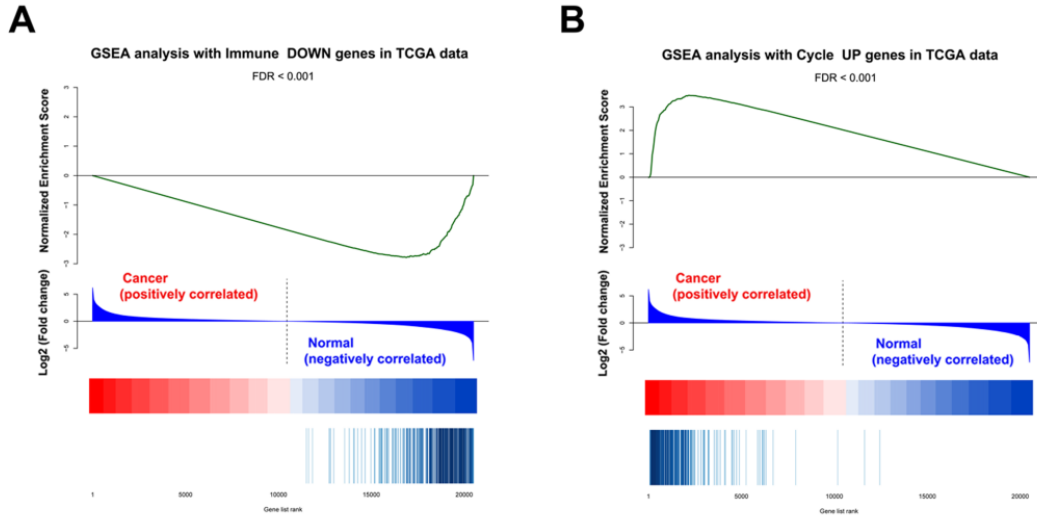 A
GSEA analysis with Immune DOWN genes in TCGA data
FDR < 0.001
Normalized Enrichment Score
3
2
1
0
−1
−2
−3
Log2 (Fold change)
5
0
−5
Cancer
(positively correlated)
Normal
(negatively correlated)
1
5000
10000
15000
20000
Gene list rank
B
GSEA analysis with Cycle UP genes in TCGA data
FDR < 0.001
Normalized Enrichment Score
3
2
1
0
−1
−2
−3
Log2 (Fold change)
5
0
−5
Cancer
(positively correlated)
Normal
(negatively correlated)
1
5000
10000
15000
20000
Gene list rank